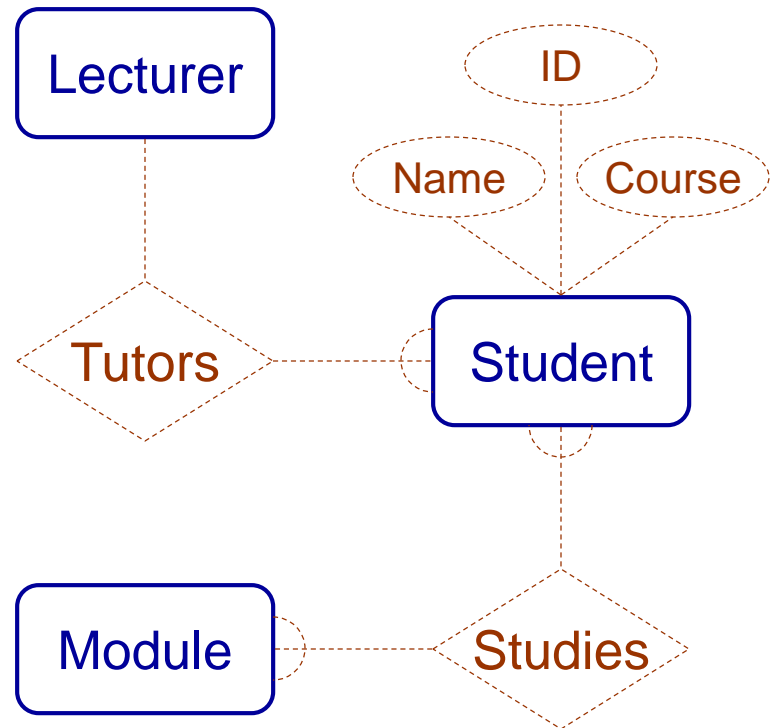 Lecturer
ID
Name
Course
Tutors
Student
Module
Studies